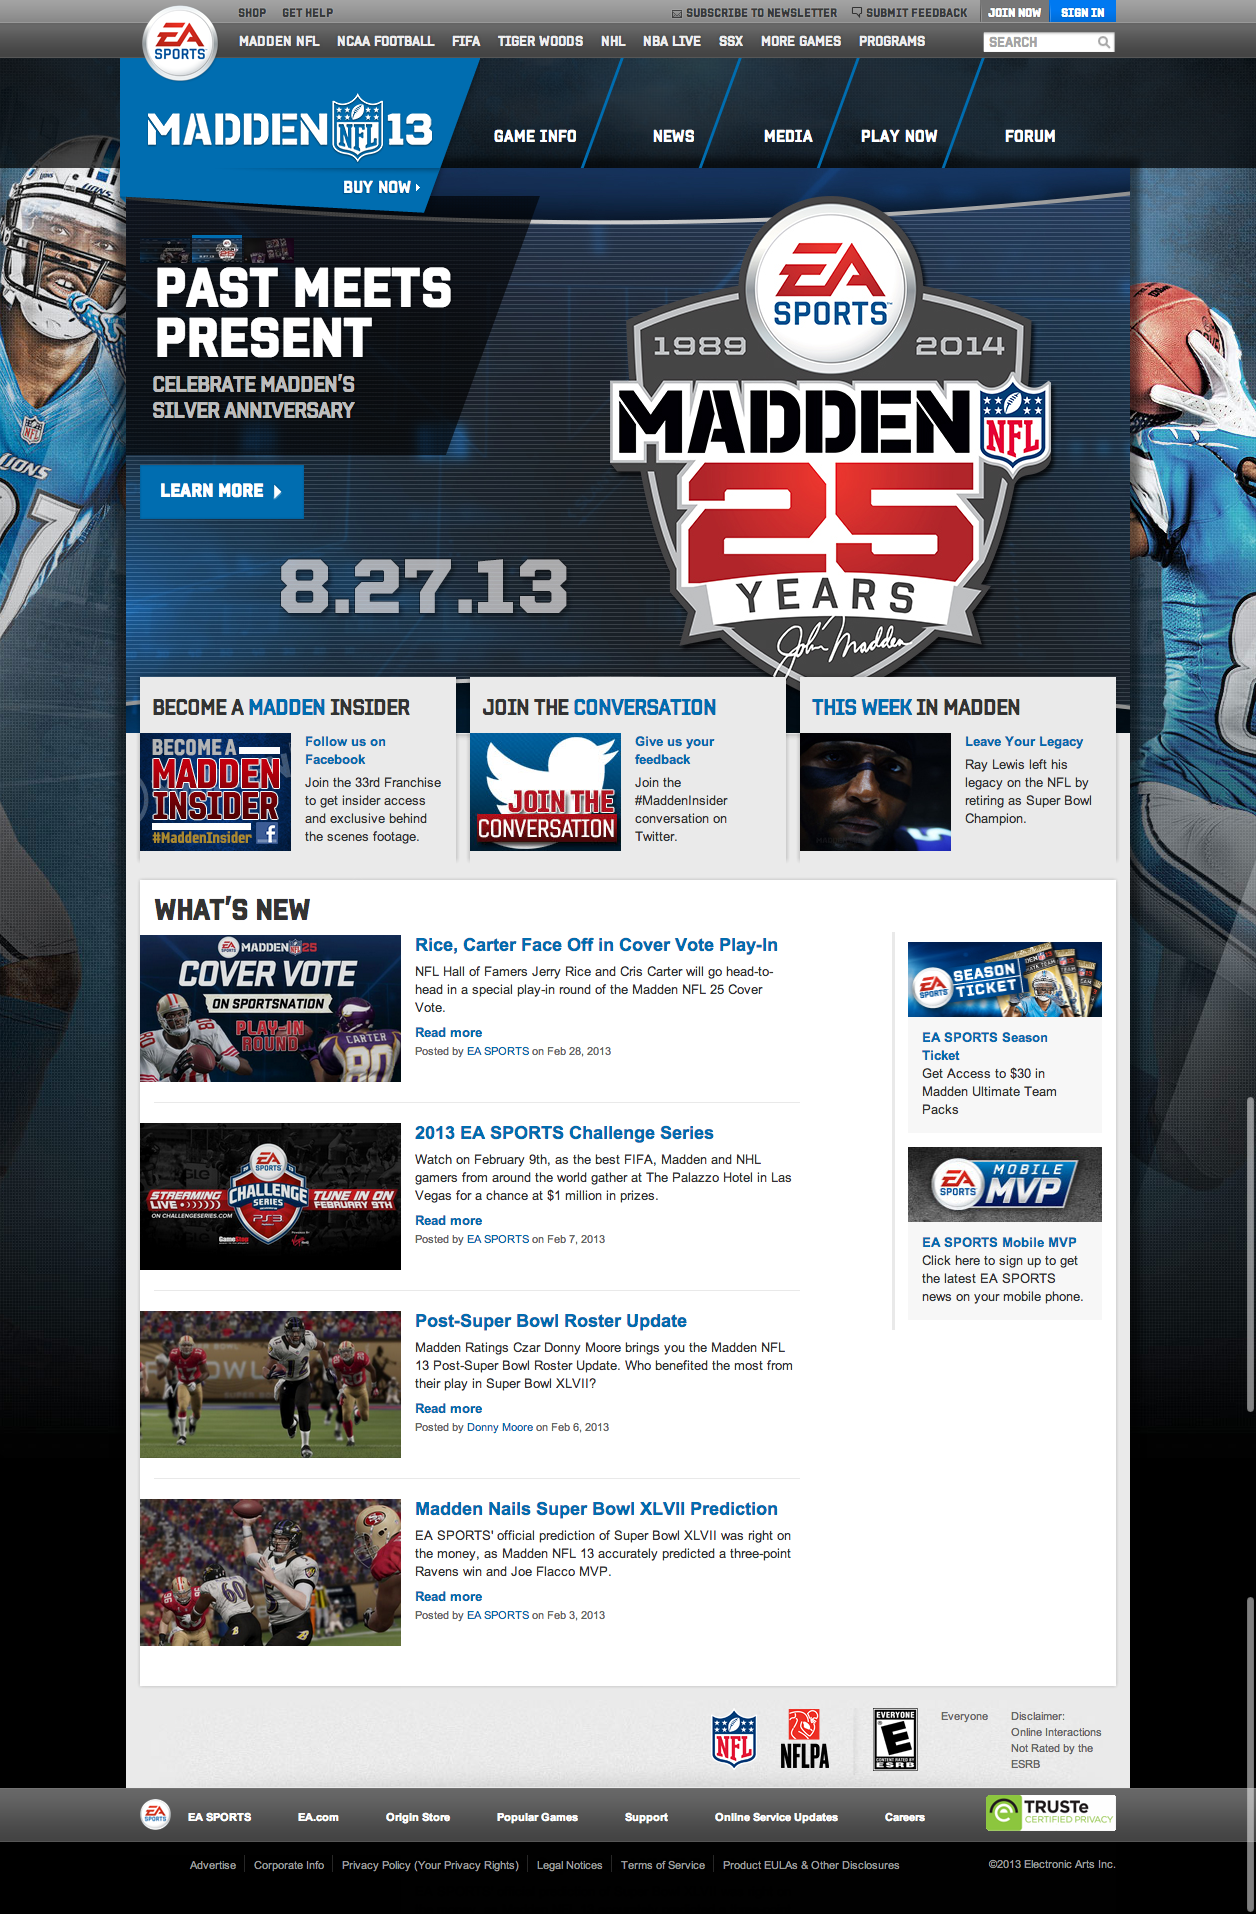 SHOP GET HELP
SUBSCRIBE TO NEWSLETTER SUBMIT FEEDBACK JOIN NOW SIGN IN
EA SPORTS
MADDEN NFL NCAA FOOTBALL FIFA TIGER WOODS NHL NBA LIVE SSX MORE GAMES PROGRAMS
SEARCH
MADDEN NFL 13
GAME INFO NEWS MEDIA PLAY NOW FORUM
BUY NOW
PAST MEETS
PRESENT
CELEBRATE MADDEN'S
SILVER ANNIVERSARY
LEARN MORE
8.27.13
EA
SPORTS
1989 2014
MADDEN NFL
25
YEARS
John Madden
LIONS
BECOME A MADDEN INSIDER
BECOME A
MADDEN
INSIDER
#MaddenInsider
Follow us on
Facebook
Join the 33rd Franchise
to get insider access
and exclusive behind
the scenes footage.
JOIN THE CONVERSATION
JOIN THE
CONVERSATION
Give us your
feedback
Join the
#MaddenInsider
conversation on
Twitter.
THIS WEEK IN MADDEN
Leave Your Legacy
Ray Lewis left his
legacy on the NFL by
retiring as Super Bowl
Champion.
WHAT'S NEW
EA SPORTS MADDEN NFL 25
COVER VOTE
ON SPORTSNATION
PLAY-IN
ROUND
80
CARTER
80
Rice, Carter Face Off in Cover Vote Play-In
NFL Hall of Famers Jerry Rice and Cris Carter will go head-to-
head in a special play-in round of the Madden NFL 25 Cover
Vote.
Read more
Posted by EA SPORTS on Feb 28, 2013
EA SPORTS
CHALLENGE
SERIES
STREAMING
LIVE
ON CHALLENGESERIES.COM
TUNE IN ON
FEBRUARY 9TH
PS3
GameStop
2013 EA SPORTS Challenge Series
Watch on February 9th, as the best FIFA, Madden and NHL
gamers from around the world gather at The Palazzo Hotel in Las
Vegas for a chance at $1 million in prizes.
Read more
Posted by EA SPORTS on Feb 7, 2013
Post-Super Bowl Roster Update
Madden Ratings Czar Donny Moore brings you the Madden NFL
13 Post-Super Bowl Roster Update. Who benefited the most from
their play in Super Bowl XLVII?
Read more
Posted by Donny Moore on Feb 6, 2013
60
Madden Nails Super Bowl XLVII Prediction
EA SPORTS' official prediction of Super Bowl XLVII was right on
the money, as Madden NFL 13 accurately predicted a three-point
Ravens win and Joe Flacco MVP.
Read more
Posted by EA SPORTS on Feb 3, 2013
EA SPORTS SEASON
TICKET
EA SPORTS Season
Ticket
Get Access to $30 in
Madden Ultimate Team
Packs
EA SPORTS MOBILE
MVP
EA SPORTS Mobile MVP
Click here to sign up to get
the latest EA SPORTS
news on your mobile phone.
NFL
NFLPA
EVERYONE
E
CONTENT RATED BY
ESRB
Everyone
Disclaimer:
Online Interactions
Not Rated by the
ESRB
EA SPORTS EA SPORTS EA.com Origin Store Popular Games Support Online Service Updates Careers
TRUSTe
CERTIFIED PRIVACY
Advertise Corporate Info Privacy Policy (Your Privacy Rights) Legal Notices Terms of Service Product EULAs & Other Disclosures
©2013 Electronic Arts Inc.